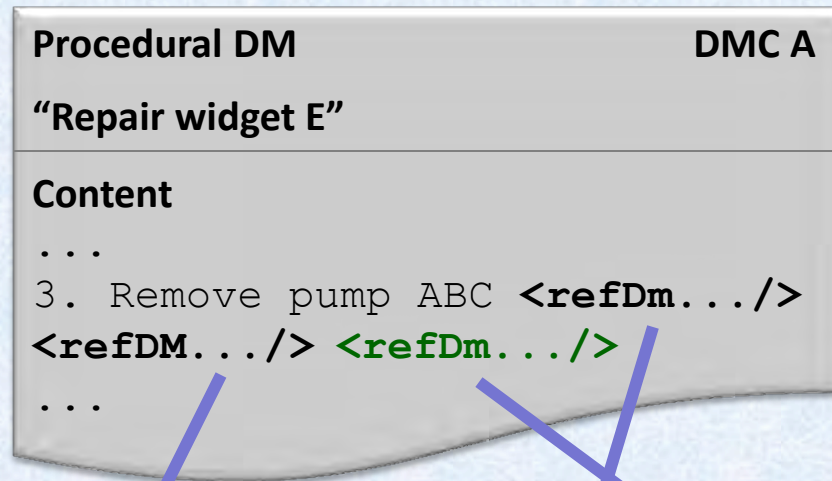 Procedural DM DMC A
“Repair widget E”
Content
...
3. Remove pump ABC <refDm.../>
<refDM.../> <refDm.../>
...